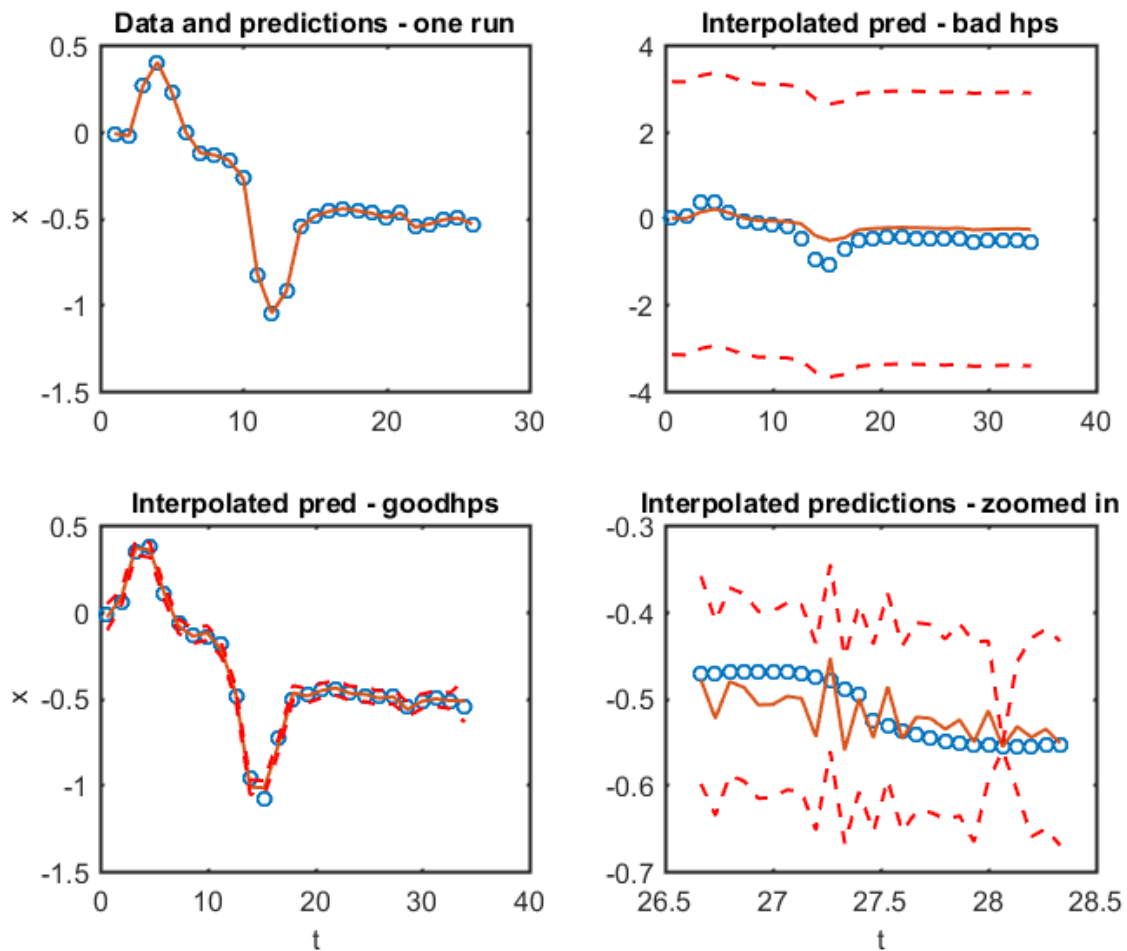 Data and predictions - one run
0.5
0
-0.5
-1
-1.5
x
0 10 20 30
Interpolated pred - bad hps
4
2
0
-2
-4
0 10 20 30 40
Interpolated pred - goodhps
0.5
0
-0.5
-1
-1.5
x
0 10 20 30 40
t
Interpolated predictions - zoomed in
-0.3
-0.4
-0.5
-0.6
-0.7
26.5 27 27.5 28 28.5
t